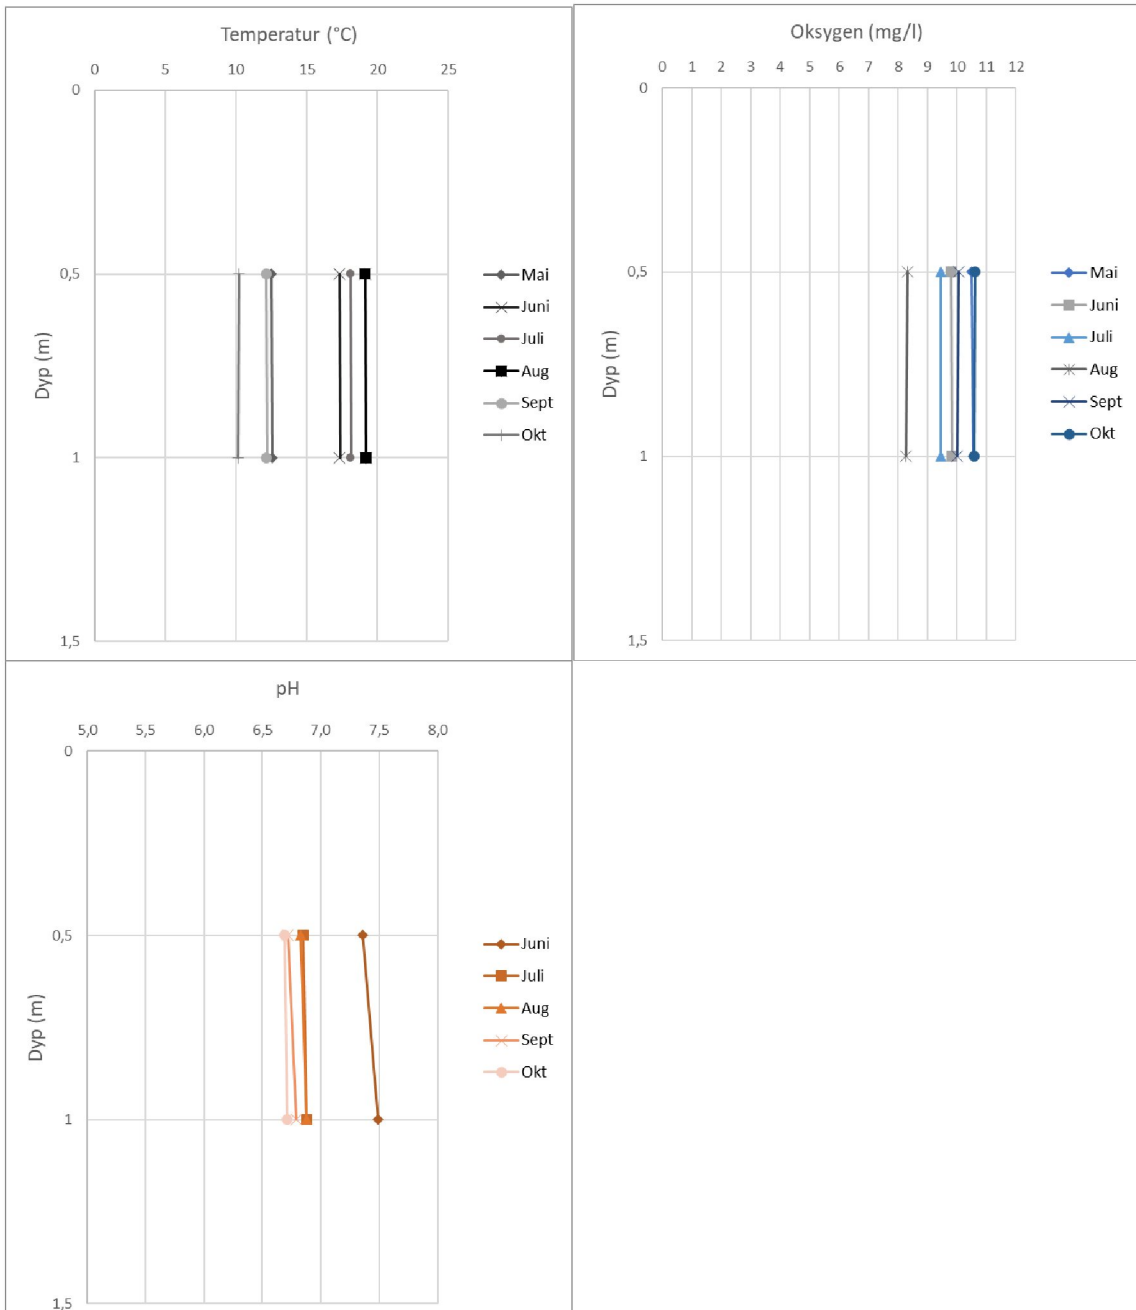 Temperatur (°C)
0 5 10 15 20 25
0
0,5
1
1,5
Dyp (m)
Mai
Juni
Juli
Aug
Sept
Okt
Oksygen (mg/l)
0 1 2 3 4 5 6 7 8 9 10 11 12
0
0,5
1
1,5
Dyp (m)
Mai
Juni
Juli
Aug
Sept
Okt
pH
5,0 5,5 6,0 6,5 7,0 7,5 8,0
0
0,5
1
1,5
Dyp (m)
Juni
Juli
Aug
Sept
Okt